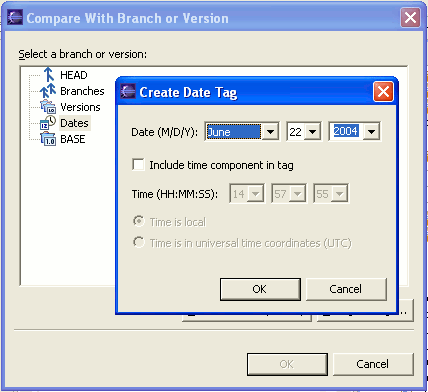 Compare With Branch or Version
Select a branch or version:
HEAD
Branches
Versions
Dates
BASE
Create Date Tag
Date (M/D/Y): June 22 2004
Include time component in tag
Time (HH:MM:SS): 14 57 55
Time is local
Time is in universal time coordinates (UTC)
OK Cancel
OK Cancel